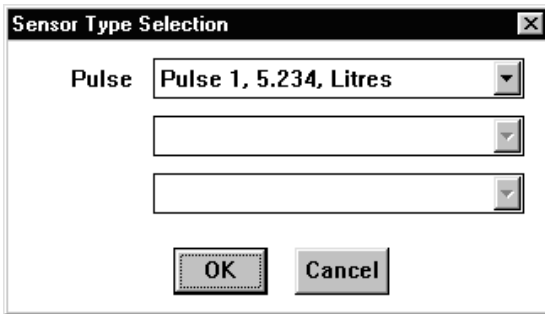 Sensor Type Selection
Pulse Pulse 1, 5.234, Litres
OK Cancel